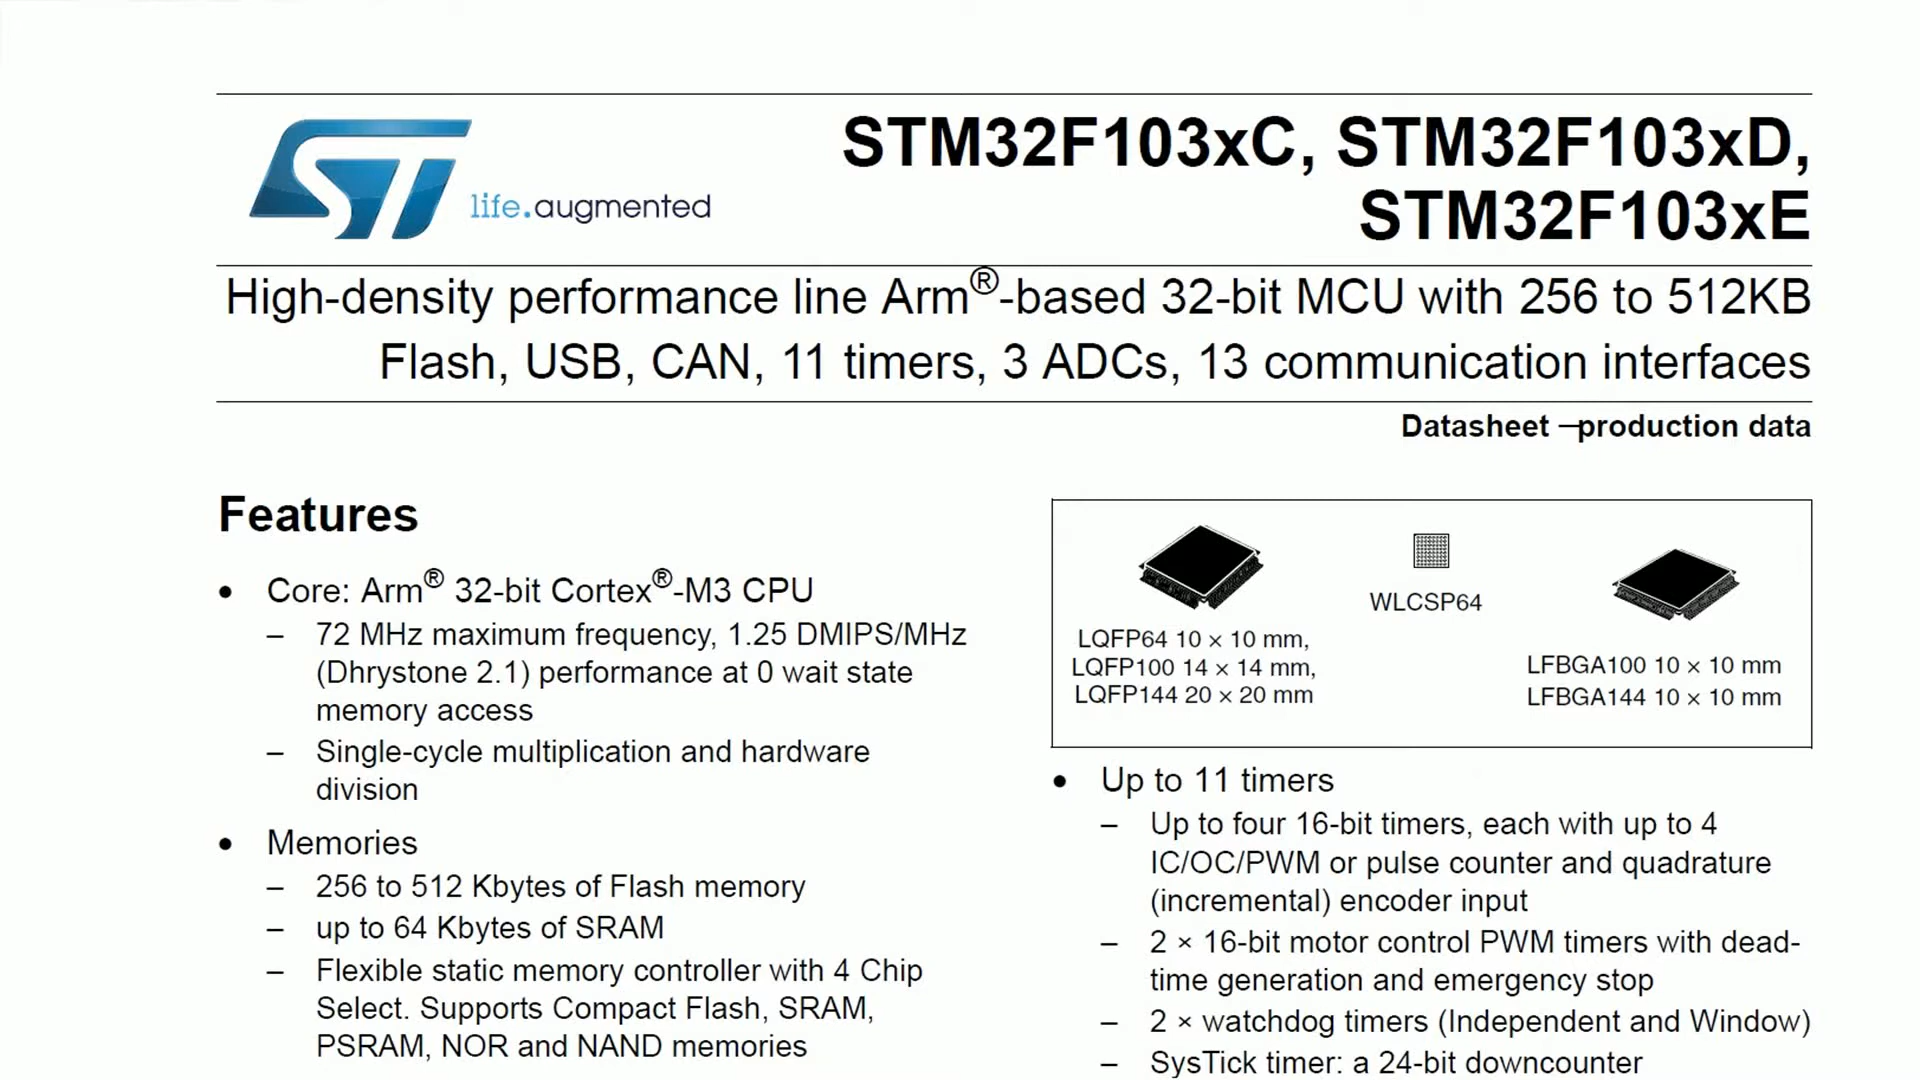 ST
life.augmented
STM32F103xC, STM32F103xD,
STM32F103xE
High-density performance line Arm®-based 32-bit MCU with 256 to 512KB
Flash, USB, CAN, 11 timers, 3 ADCs, 13 communication interfaces
Datasheet –production data
Features
• Core: Arm® 32-bit Cortex®-M3 CPU
– 72 MHz maximum frequency, 1.25 DMIPS/MHz
(Dhrystone 2.1) performance at 0 wait state
memory access
– Single-cycle multiplication and hardware
division
• Memories
– 256 to 512 Kbytes of Flash memory
– up to 64 Kbytes of SRAM
– Flexible static memory controller with 4 Chip
Select. Supports Compact Flash, SRAM,
PSRAM, NOR and NAND memories
LQFP64 10 × 10 mm,
LQFP100 14 × 14 mm,
LQFP144 20 × 20 mm
WLCSP64
LFBGA100 10 × 10 mm
LFBGA144 10 × 10 mm
• Up to 11 timers
– Up to four 16-bit timers, each with up to 4
IC/OC/PWM or pulse counter and quadrature
(incremental) encoder input
– 2 × 16-bit motor control PWM timers with dead-
time generation and emergency stop
– 2 × watchdog timers (Independent and Window)
– SysTick timer: a 24-bit downcounter